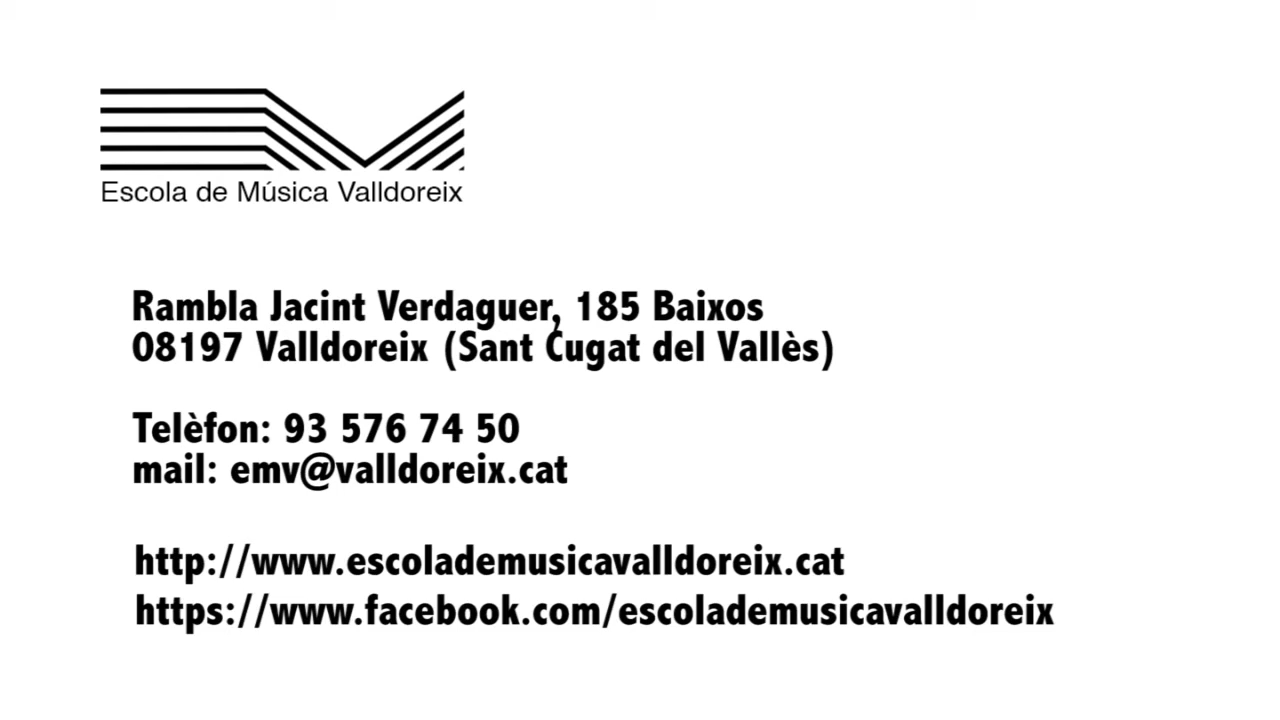 Escola de Música Valldoreix
Rambla Jacint Verdaguer, 185 Baixos
08197 Valldoreix (Sant Cugat del Vallès)
Telèfon: 93 576 74 50
mail: emv@valldoreix.cat
http://www.escolademusicavalldoreix.cat
https://www.facebook.com/escolademusicavalldoreix